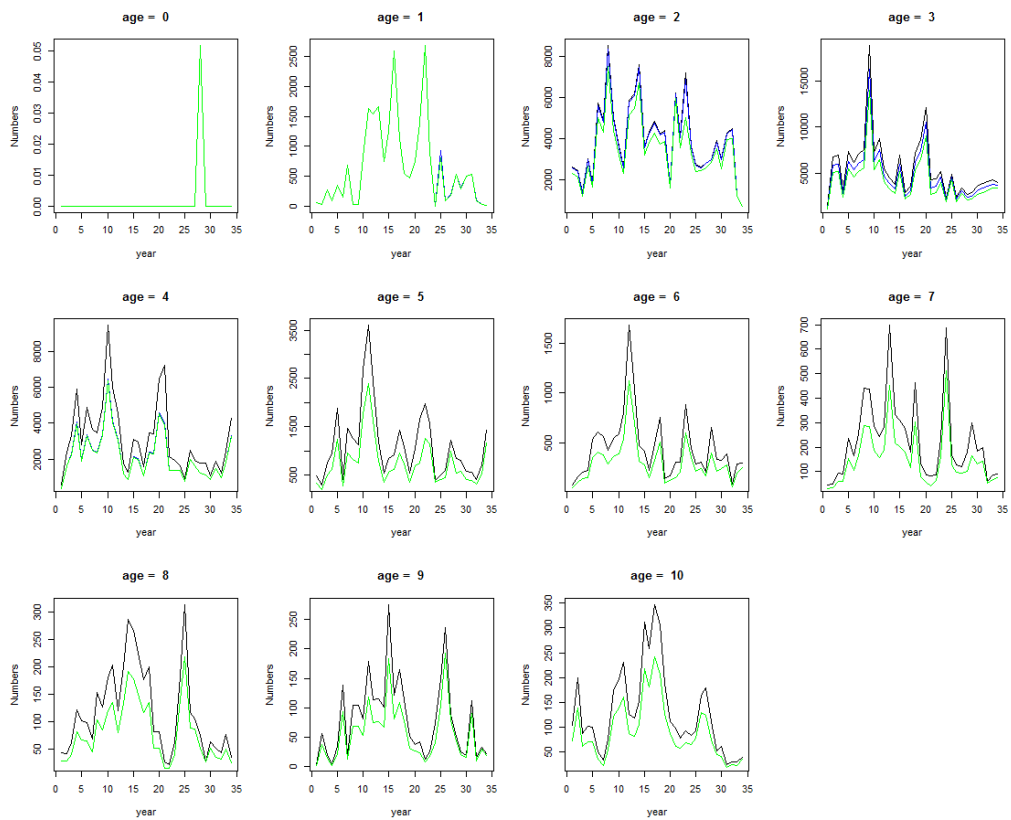 age = 0
Numbers
0.00 0.01 0.02 0.03 0.04 0.05
0 5 10 15 20 25 30 35
year
age = 1
Numbers
0 500 1000 1500 2000 2500
0 5 10 15 20 25 30 35
year
age = 2
Numbers
2000 4000 6000 8000
0 5 10 15 20 25 30 35
year
age = 3
Numbers
5000 10000 15000
0 5 10 15 20 25 30 35
year
age = 4
Numbers
2000 4000 6000 8000
0 5 10 15 20 25 30 35
year
age = 5
Numbers
500 1500 2500 3500
0 5 10 15 20 25 30 35
year
age = 6
Numbers
500 1000 1500
0 5 10 15 20 25 30 35
year
age = 7
Numbers
100 200 300 400 500 600 700
0 5 10 15 20 25 30 35
year
age = 8
Numbers
50 100 150 200 250 300
0 5 10 15 20 25 30 35
year
age = 9
Numbers
0 50 100 150 200 250
0 5 10 15 20 25 30 35
year
age = 10
Numbers
50 100 150 200 250 300 350
0 5 10 15 20 25 30 35
year